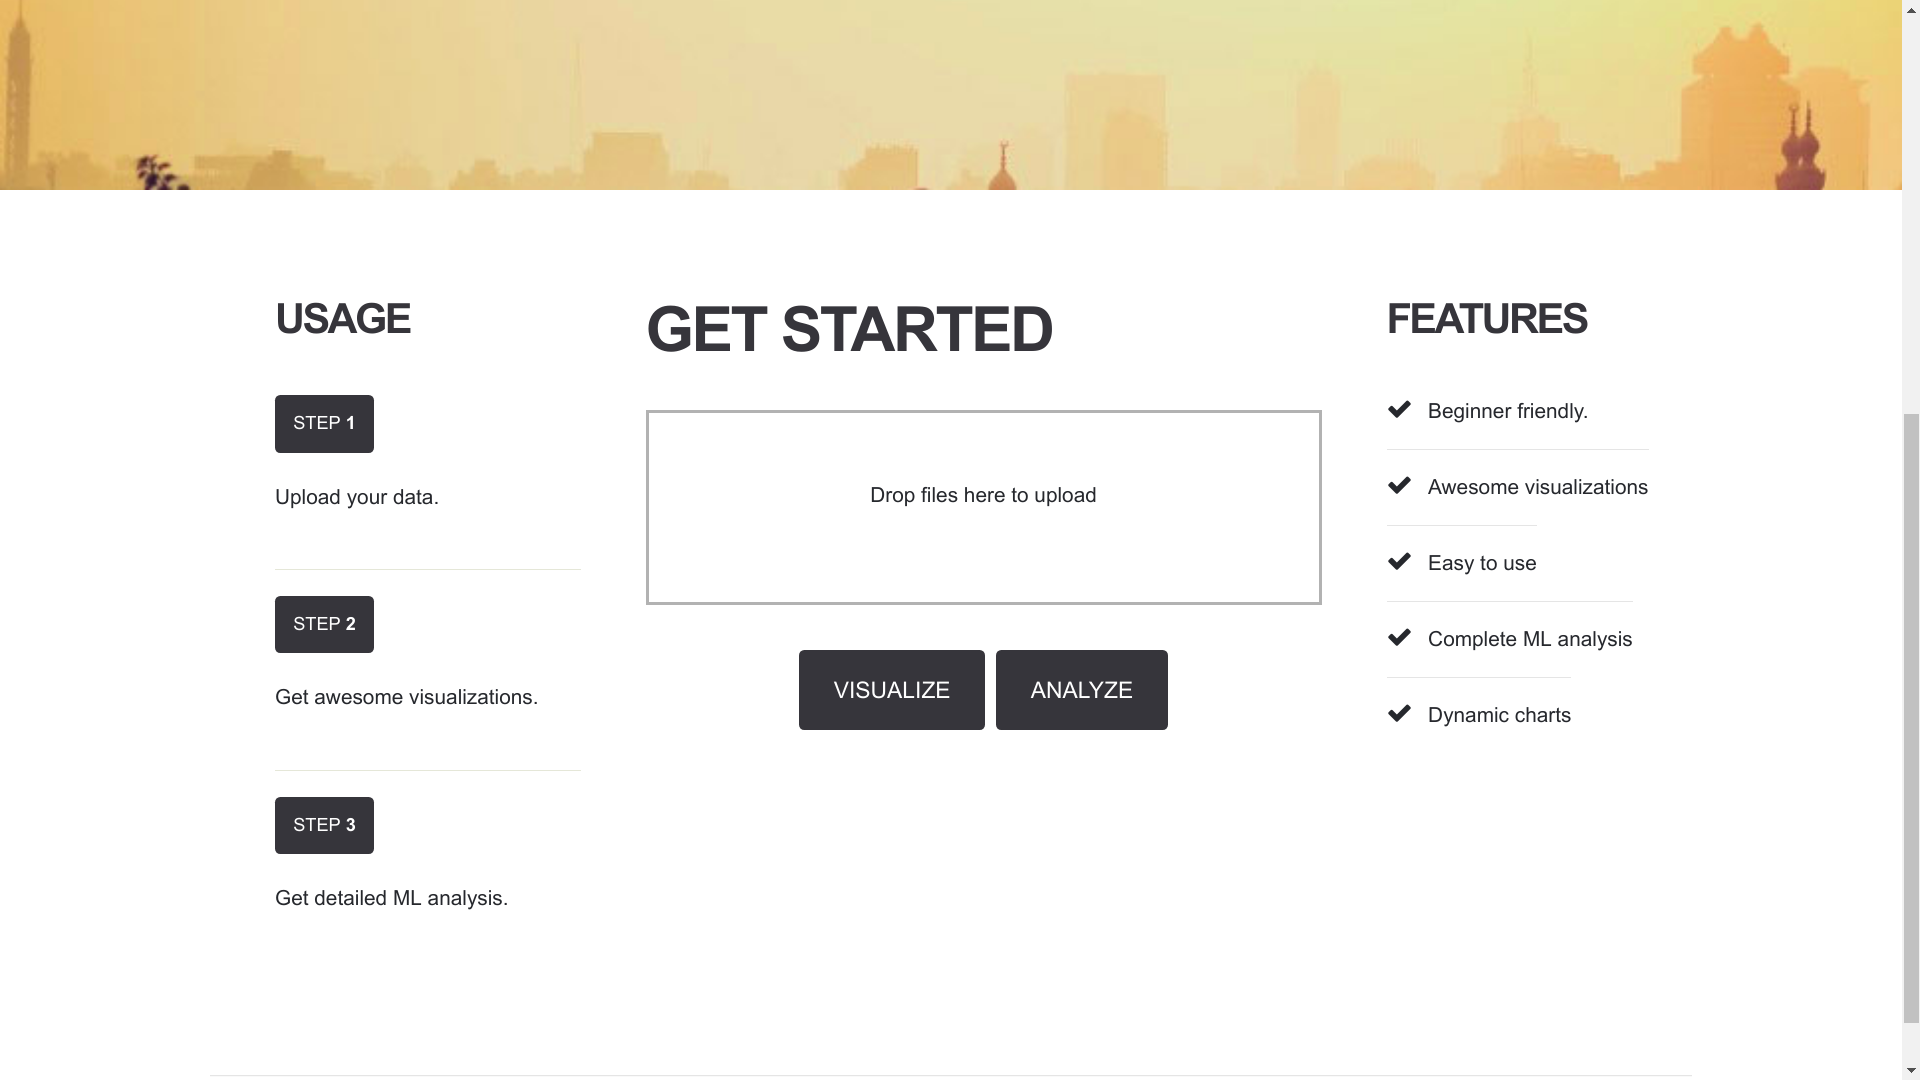 USAGE
STEP 1
Upload your data.
STEP 2
Get awesome visualizations.
STEP 3
Get detailed ML analysis.
GET STARTED
Drop files here to upload
VISUALIZE
ANALYZE
FEATURES
Beginner friendly.
Awesome visualizations
Easy to use
Complete ML analysis
Dynamic charts